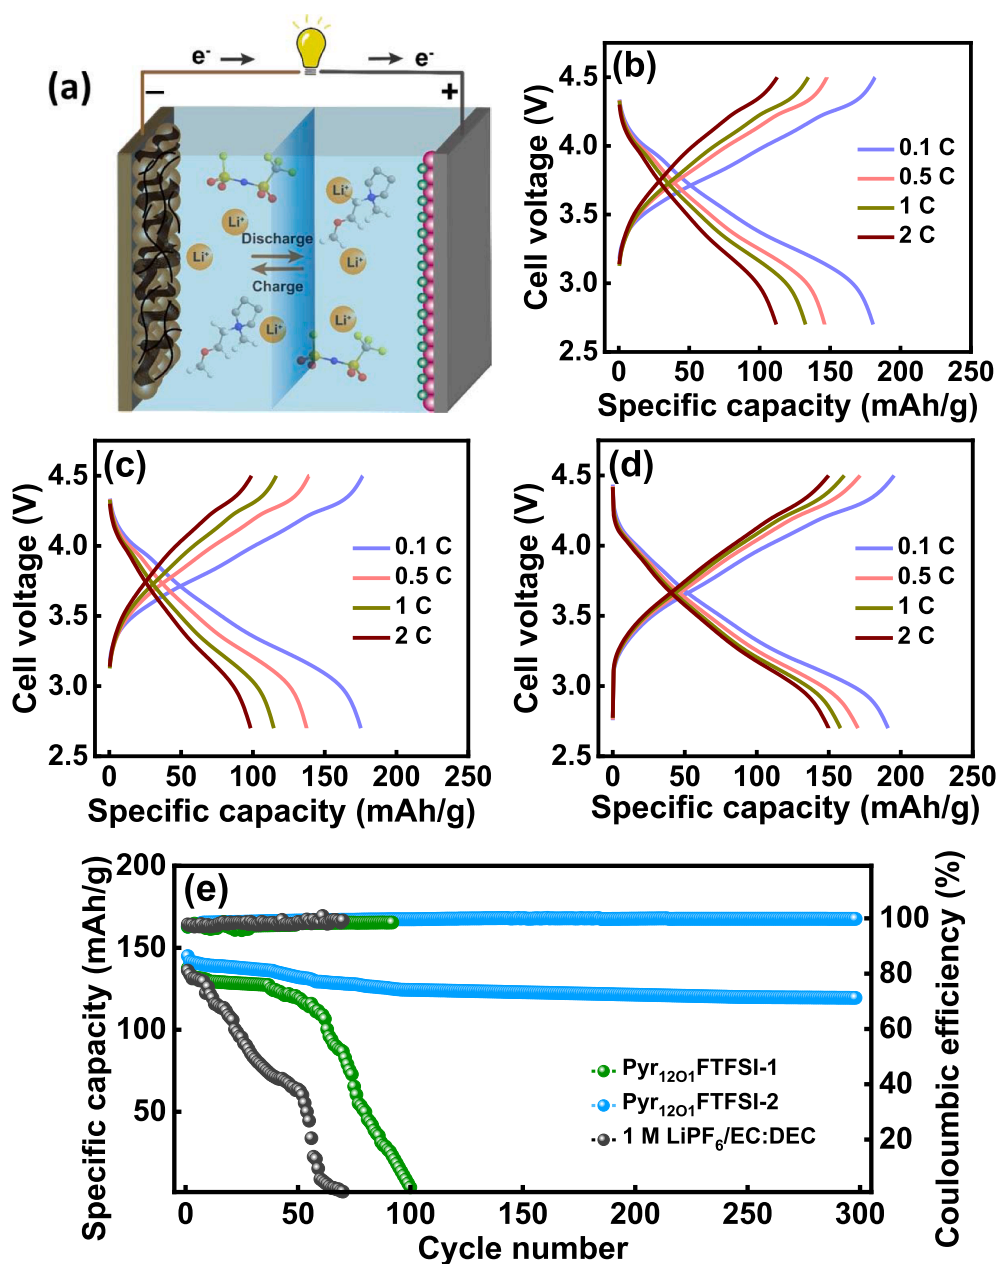 (a)
e⁻ → → e⁻
− +
Li⁺
Li⁺
Li⁺
Discharge
Li⁺
Charge
Li⁺
Li⁺
(b)
Cell voltage (V)
4.5
4.0
3.5
3.0
2.5
0.1 C
0.5 C
1 C
2 C
0 50 100 150 200 250
Specific capacity (mAh/g)
(c)
Cell voltage (V)
4.5
4.0
3.5
3.0
2.5
0.1 C
0.5 C
1 C
2 C
0 50 100 150 200 250
Specific capacity (mAh/g)
(d)
Cell voltage (V)
4.5
4.0
3.5
3.0
2.5
0.1 C
0.5 C
1 C
2 C
0 50 100 150 200 250
Specific capacity (mAh/g)
(e)
Specific capacity (mAh/g)
200
150
100
50
Pyr₁₂O₁FTFSI-1
Pyr₁₂O₁FTFSI-2
1 M LiPF₆/EC:DEC
100
80
60
40
20
Couloumbic efficiency (%)
0 50 100 150 200 250 300
Cycle number